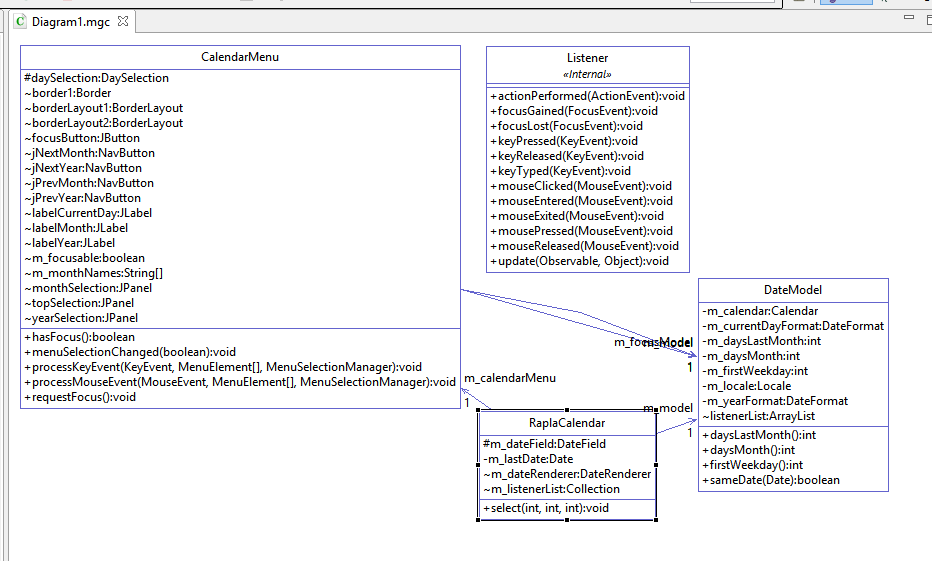 Diagram1.mgc
CalendarMenu
#daySelection:DaySelection
~border1:Border
~borderLayout1:BorderLayout
~borderLayout2:BorderLayout
~focusButton:JButton
~jNextMonth:NavButton
~jNextYear:NavButton
~jPrevMonth:NavButton
~jPrevYear:NavButton
~labelCurrentDay:JLabel
~labelMonth:JLabel
~labelYear:JLabel
~m_focusable:boolean
~m_monthNames:String[]
~monthSelection:JPanel
~topSelection:JPanel
~yearSelection:JPanel
+hasFocus():boolean
+menuSelectionChanged(boolean):void
+processKeyEvent(KeyEvent, MenuElement[], MenuSelectionManager):void
+processMouseEvent(MouseEvent, MenuElement[], MenuSelectionManager):void
+requestFocus():void
Listener
«Internal»
+actionPerformed(ActionEvent):void
+focusGained(FocusEvent):void
+focusLost(FocusEvent):void
+keyPressed(KeyEvent):void
+keyReleased(KeyEvent):void
+keyTyped(KeyEvent):void
+mouseClicked(MouseEvent):void
+mouseEntered(MouseEvent):void
+mouseExited(MouseEvent):void
+mousePressed(MouseEvent):void
+mouseReleased(MouseEvent):void
+update(Observable, Object):void
DateModel
-m_calendar:Calendar
-m_currentDayFormat:DateFormat
-m_daysLastMonth:int
-m_daysMonth:int
-m_firstWeekday:int
-m_locale:Locale
-m_yearFormat:DateFormat
~listenerList:ArrayList
+daysLastMonth():int
+daysMonth():int
+firstWeekday():int
+sameDate(Date):boolean
1
m_calendarMenu
1
m_model
1
RaplaCalendar
#m_dateField:DateField
-m_lastDate:Date
~m_dateRenderer:DateRenderer
~m_listenerList:Collection
+select(int, int, int):void